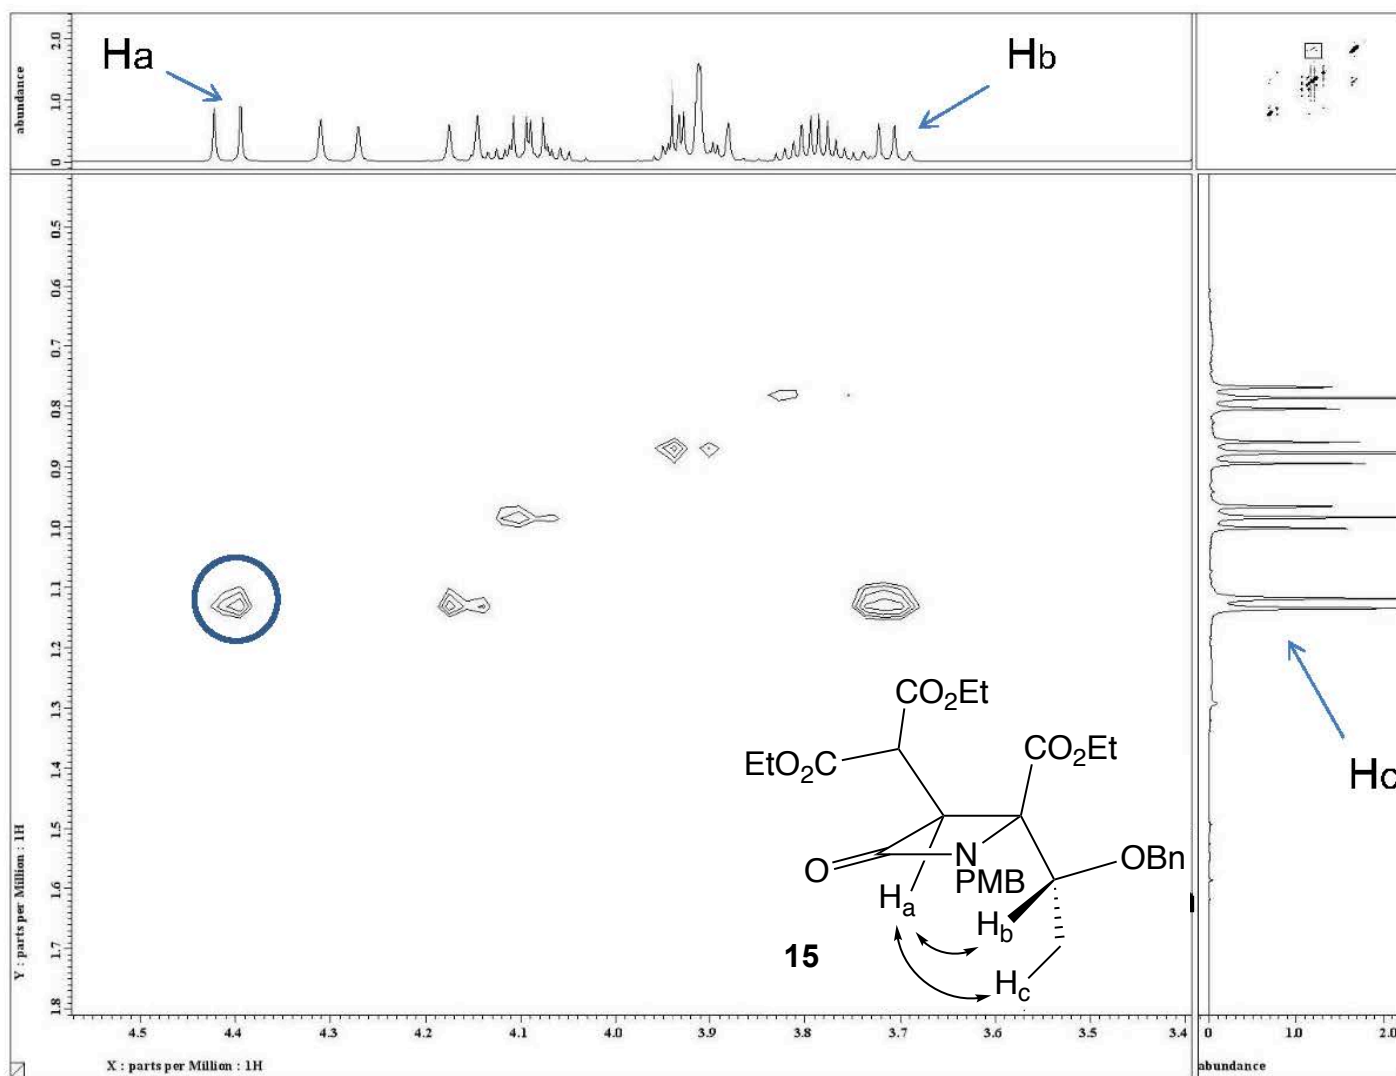 abundance
2.0
1.0
0
Ha
Hb
0.5
0.6
0.7
0.8
0.9
1.0
1.1
1.2
1.3
1.4
1.5
1.6
1.7
1.8
Y : parts per Million : 1H
Hc
CO2Et
EtO2C
CO2Et
O
N
PMB
OBn
Ha
Hb
Hc
15
4.5 4.4 4.3 4.2 4.1 4.0 3.9 3.8 3.7 3.6 3.5 3.4
X : parts per Million : 1H
0 1.0 2.0
abundance